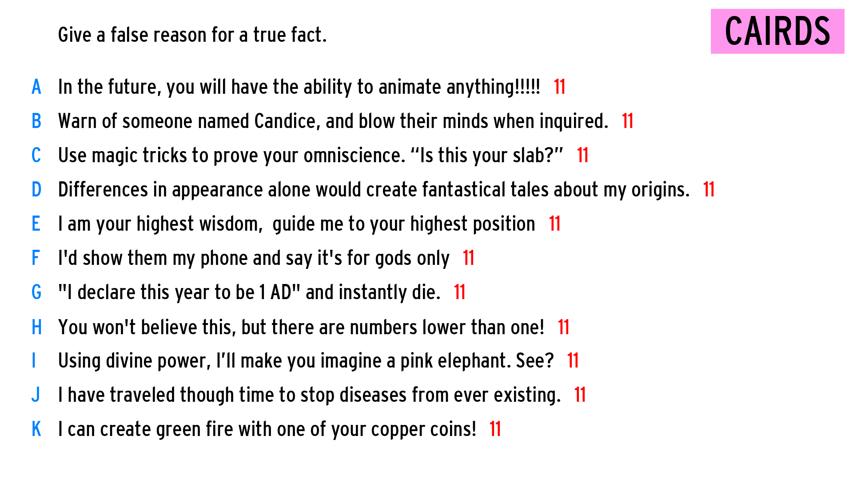 Give a false reason for a true fact.
CAIRDS
A In the future, you will have the ability to animate anything!!!!! 11
B Warn of someone named Candice, and blow their minds when inquired. 11
C Use magic tricks to prove your omniscience. “Is this your slab?” 11
D Differences in appearance alone would create fantastical tales about my origins. 11
E I am your highest wisdom,  guide me to your highest position 11
F I'd show them my phone and say it's for gods only 11
G "I declare this year to be 1 AD" and instantly die. 11
H You won't believe this, but there are numbers lower than one! 11
I Using divine power, I’ll make you imagine a pink elephant. See? 11
J I have traveled though time to stop diseases from ever existing. 11
K I can create green fire with one of your copper coins! 11